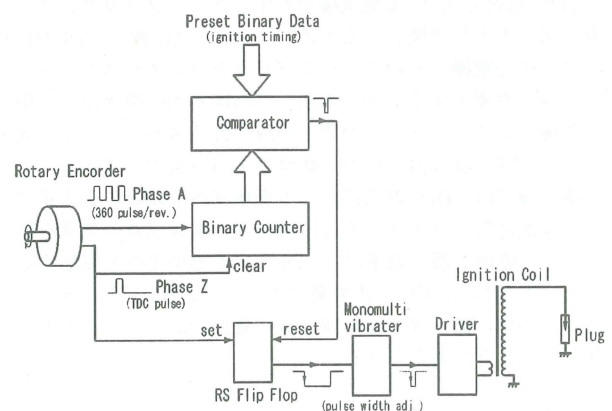 Preset Binary Data
(ignition timing)
Comparator
Rotary Encorder
Phase A
(360 pulse/rev.)
Binary Counter
clear
Phase Z
(TDC pulse)
set
reset
RS Flip Flop
Monomulti
vibrater
(pulse width adj )
Driver
Ignition Coil
Plug